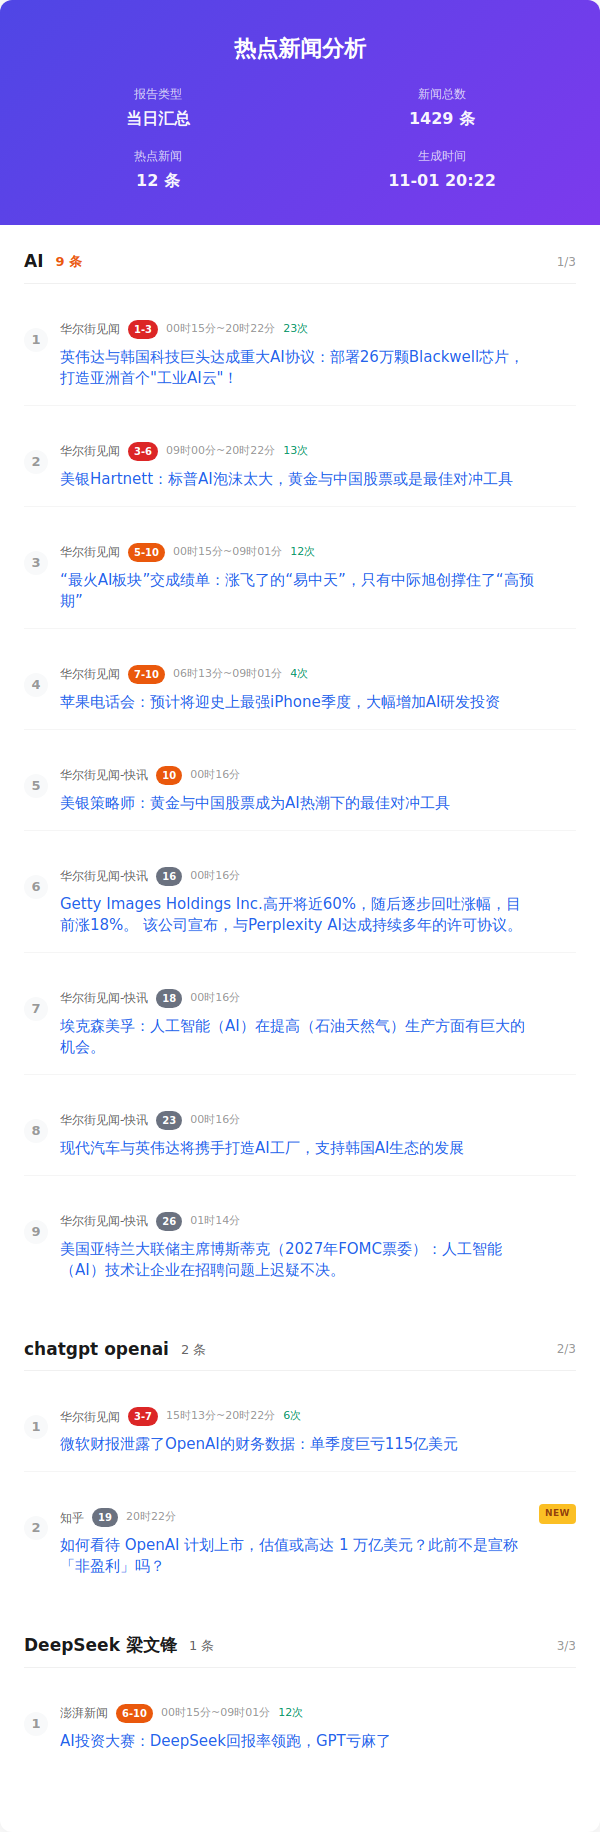 热点新闻分析
报告类型
新闻总数
当日汇总
1429 条
热点新闻
生成时间
12 条
11-01 20:22
AI 9 条 1/3
1
华尔街见闻 1-3 00时15分~20时22分 23次
英伟达与韩国科技巨头达成重大AI协议：部署26万颗Blackwell芯片，
打造亚洲首个"工业AI云"！
2
华尔街见闻 3-6 09时00分~20时22分 13次
美银Hartnett：标普AI泡沫太大，黄金与中国股票或是最佳对冲工具
3
华尔街见闻 5-10 00时15分~09时01分 12次
“最火AI板块”交成绩单：涨飞了的“易中天”，只有中际旭创撑住了“高预
期”
4
华尔街见闻 7-10 06时13分~09时01分 4次
苹果电话会：预计将迎史上最强iPhone季度，大幅增加AI研发投资
5
华尔街见闻-快讯 10 00时16分
美银策略师：黄金与中国股票成为AI热潮下的最佳对冲工具
6
华尔街见闻-快讯 16 00时16分
Getty Images Holdings Inc.高开将近60%，随后逐步回吐涨幅，目
前涨18%。 该公司宣布，与Perplexity AI达成持续多年的许可协议。
7
华尔街见闻-快讯 18 00时16分
埃克森美孚：人工智能（AI）在提高（石油天然气）生产方面有巨大的
机会。
8
华尔街见闻-快讯 23 00时16分
现代汽车与英伟达将携手打造AI工厂，支持韩国AI生态的发展
9
华尔街见闻-快讯 26 01时14分
美国亚特兰大联储主席博斯蒂克（2027年FOMC票委）：人工智能
（AI）技术让企业在招聘问题上迟疑不决。
chatgpt openai 2 条 2/3
1
华尔街见闻 3-7 15时13分~20时22分 6次
微软财报泄露了OpenAI的财务数据：单季度巨亏115亿美元
2
知乎 19 20时22分 NEW
如何看待 OpenAI 计划上市，估值或高达 1 万亿美元？此前不是宣称
「非盈利」吗？
DeepSeek 梁文锋 1 条 3/3
1
澎湃新闻 6-10 00时15分~09时01分 12次
AI投资大赛：DeepSeek回报率领跑，GPT亏麻了